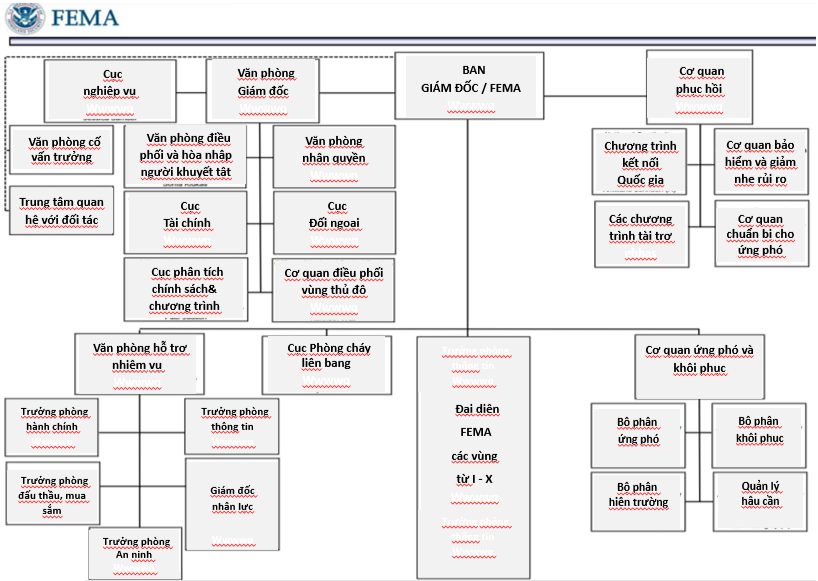 FEMA
Cục
nghiệp vụ
Văn phòng
Giám đốc
BAN
GIÁM ĐỐC / FEMA
Cơ quan
phục hồi
Văn phòng cố
vấn trưởng
Trung tâm quan
hệ với đối tác
Văn phòng điều
phối và hòa nhập
người khuyết tật
Văn phòng
nhân quyền
Cục
Tài chính
Cục
Đối ngoại
Cục phân tích
chính sách&
chương trình
Cơ quan điều phối
vùng thủ đô
Chương trình
kết nối
Quốc gia
Cơ quan bảo
hiểm và giảm
nhẹ rủi ro
Các chương
trình tài trợ
Cơ quan
chuẩn bị cho
ứng phó
Văn phòng hỗ trợ
nhiệm vụ
Cục Phòng cháy
liên bang
Đại diện
FEMA
các vùng
từ I - X
Cơ quan ứng phó và
khôi phục
Trưởng phòng
hành chính
Trưởng phòng
thông tin
Trưởng phòng
đấu thầu, mua
sắm
Giám đốc
nhân lực
Trưởng phòng
An ninh
Bộ phận
ứng phó
Bộ phận
khôi phục
Bộ phận
hiện trường
Quản lý
hậu cần